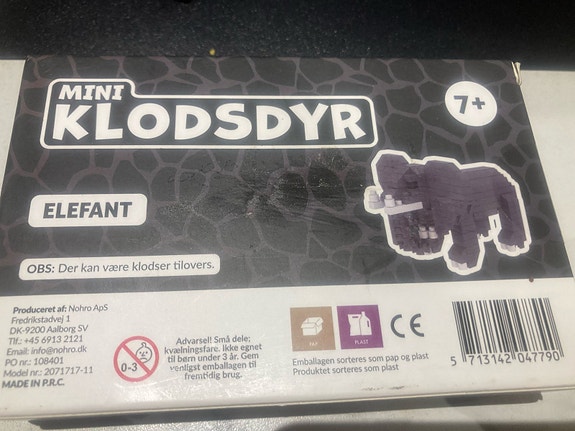 MINI
KLODSDYR
7+
ELEFANT
OBS: Der kan være klodser tilovers.
Produceret af: Nohro ApS
Fredrikstadvej 1
DK-9200 Aalborg SV
Tlf.: +45 6913 2121
Email: info@nohro.dk
PO nr.: 108401
Model nr.: 2071717-11
MADE IN P.R.C.
0-3
Advarsel! Små dele;
kvælningsfare. ikke egnet
til børn under 3 år. Gem
venligst emballagen til
fremtidig brug.
PAP
PLAST
CE
Emballagen sorteres som pap og plast
Produktet sorteres som plast
5 713142 047790